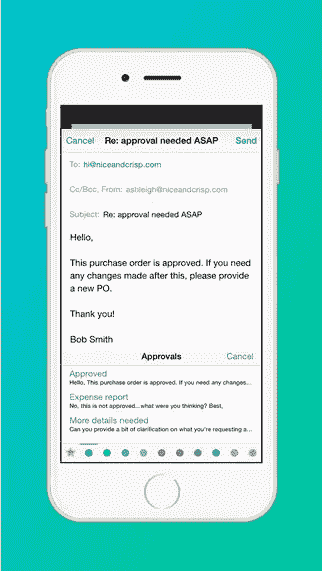 Cancel Re: approval needed ASAP Send
To: hi@niceandcrisp.com
Cc/Bcc, From: ashleigh@niceandcrisp.com
Subject: Re: approval needed ASAP
Hello,
This purchase order is approved. If you need
any changes made after this, please provide
a new PO.
Thank you!
Bob Smith
Approvals Cancel
Approved
Hello, This purchase order is approved. If you need any changes...
Expense report
No, this is not approved...what were you thinking? Best,
More details needed
Can you provide a bit of clarification on what you're requesting a...